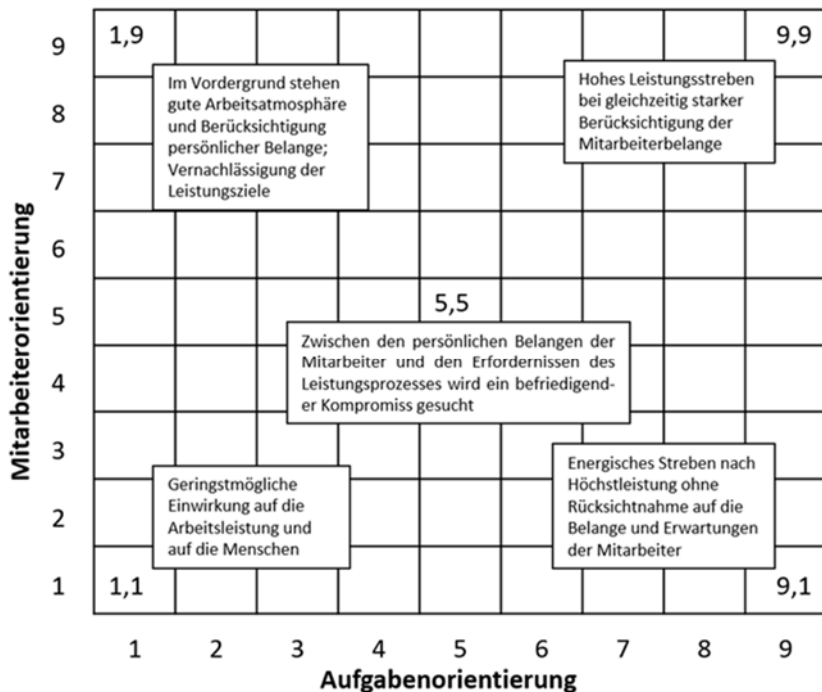 Mitarbeiterorientierung
9
8
7
6
5
4
3
2
1
1,9
9,9
Im Vordergrund stehen
gute Arbeitsatmosphäre
und Berücksichtigung
persönlicher Belange;
Vernachlässigung der
Leistungsziele
Hohes Leistungsstreben
bei gleichzeitig starker
Berücksichtigung der
Mitarbeiterbelange
5,5
Zwischen den persönlichen Belangen der
Mitarbeiter und den Erfordernissen des
Leistungsprozesses wird ein befriedigend-
er Kompromiss gesucht
Geringstmögliche
Einwirkung auf die
Arbeitsleistung und
auf die Menschen
Energisches Streben nach
Höchstleistung ohne
Rücksichtnahme auf die
Belange und Erwartungen
der Mitarbeiter
1,1
9,1
1 2 3 4 5 6 7 8 9
Aufgabenorientierung